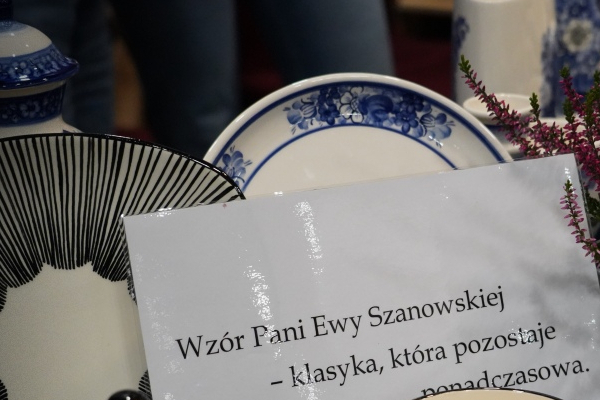 Wzór Pani Ewy Szanowskiej
– klasyka, która pozostaje
ponadczasowa.